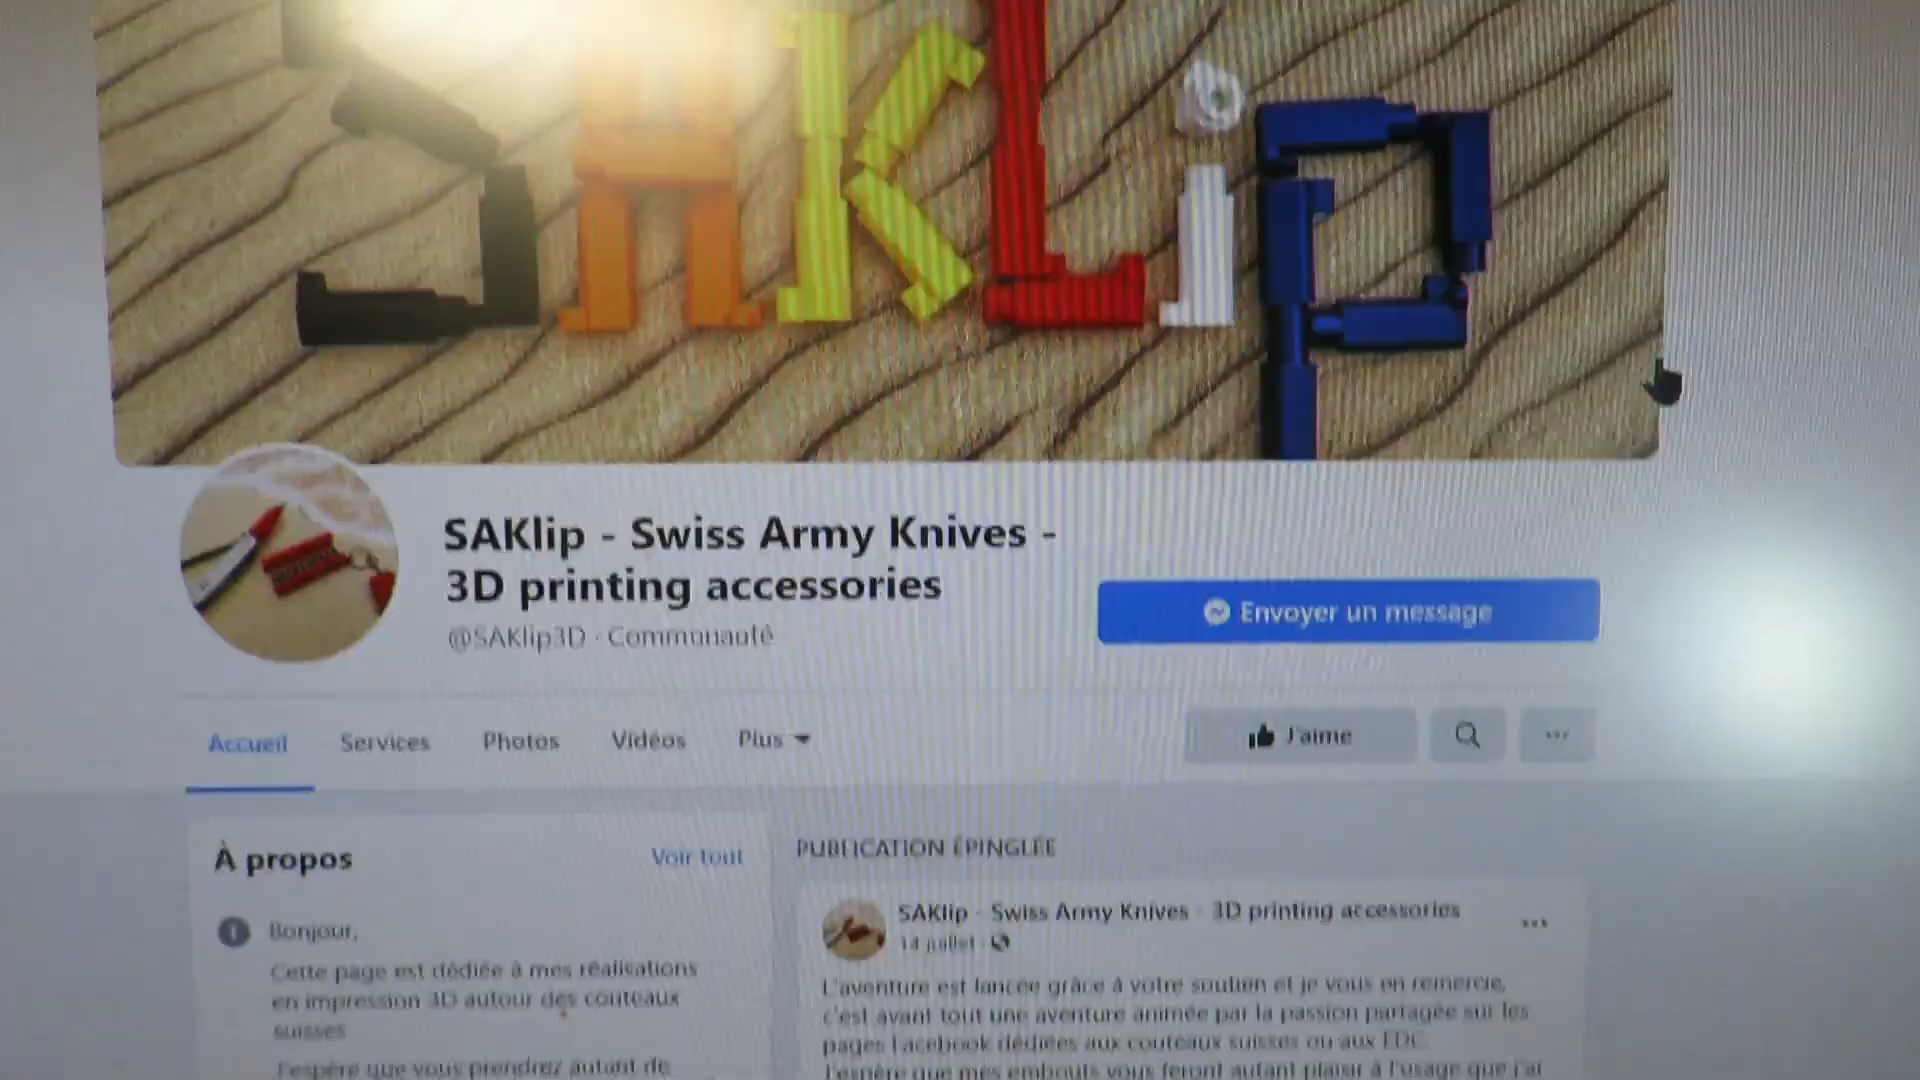 SAKLiP
SAKlip - Swiss Army Knives -
3D printing accessories
@SAKlip3D · Communauté
Envoyer un message
Accueil
Services
Photos
Vidéos
Plus
J'aime
À propos
Voir tout
Bonjour,
Cette page est dédiée à mes réalisations
en impression 3D autour des couteaux
suisses
J'espère que vous prendrez autant de
PUBLICATION ÉPINGLÉE
SAKlip - Swiss Army Knives - 3D printing accessories
14 juillet ·
L'aventure est lancée grâce à votre soutien et je vous en remercie,
c'est avant tout une aventure animée par la passion partagée sur les
pages Facebook dédiées aux couteaux suisses ou aux EDC.
J'espère que mes embouts vous feront autant plaisir à l'usage que j'ai